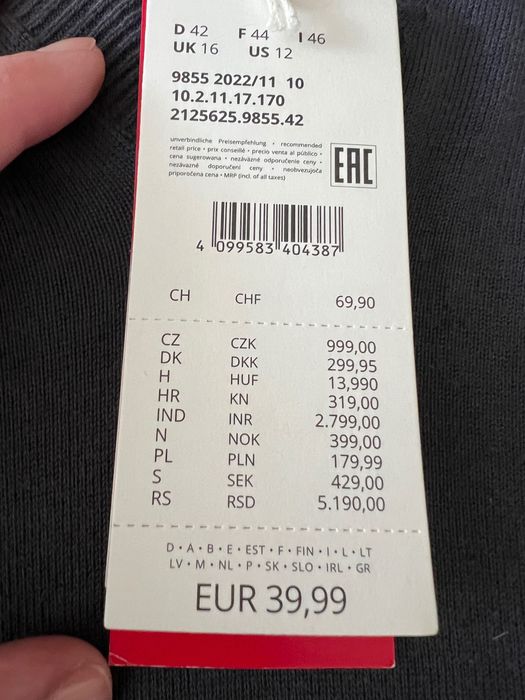 D 42 F 44 I 46
UK 16 US 12
9855 2022/11 10
10.2.11.17.170
2125625.9855.42
unverbindliche Preisempfehlung • recommended
retail price • prix conseillé • precio venta al público •
cena sugerowana • nezáväzné odporučenie ceny •
nezávazné doporučení ceny • neobvezujoča
priporočena cena • MRP (incl. of all taxes)
EAC
4 099583 404387
CH CHF 69,90
CZ CZK 999,00
DK DKK 299,95
H HUF 13,990
HR KN 319,00
IND INR 2.799,00
N NOK 399,00
PL PLN 179,99
S SEK 429,00
RS RSD 5.190,00
D • A • B • E • EST • F • FIN • I • L • LT
LV • M • NL • P • SK • SLO • IRL • GR
EUR 39,99